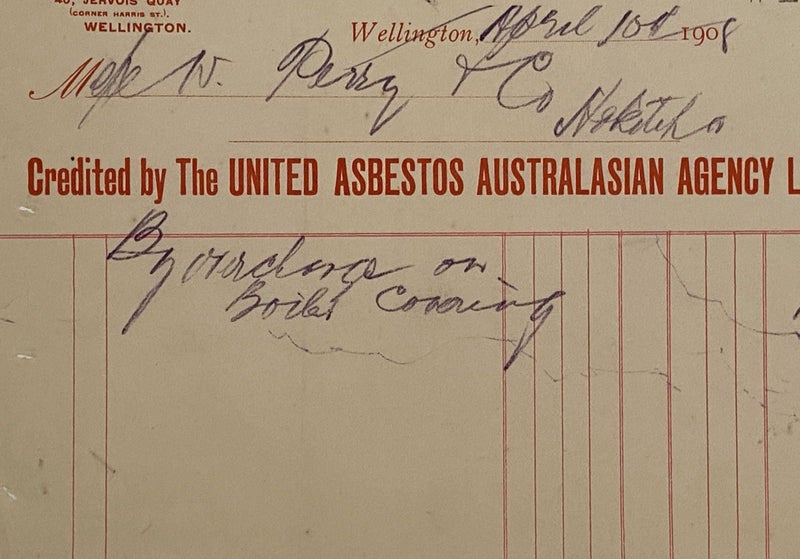 40, JERVOIS QUAY
(CORNER HARRIS ST.),
WELLINGTON.
Wellington, April 10th 1908
Mess W. Perry & Co
Hokitika
Credited by The UNITED ASBESTOS AUSTRALASIAN AGENCY L
By overcharge on
Boiler Covering